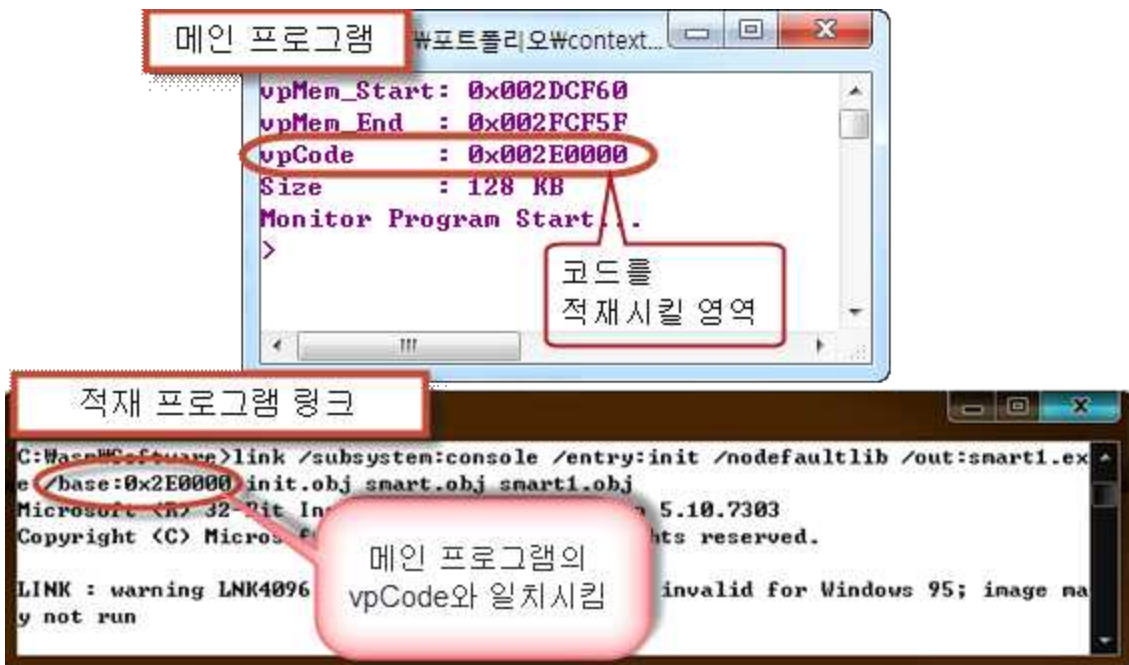 메인 프로그램
₩포트폴리오₩context...
vpMem_Start: 0x002DCF60
vpMem_End : 0x002FCF5F
vpCode : 0x002E0000
Size : 128 KB
Monitor Program Start...
>
코드를
적재시킬 영역
적재 프로그램 링크
C:₩asm₩Software>link /subsystem:console /entry:init /nodefaultlib /out:smart1.ex
e /base:0x2E0000 init.obj smart.obj smart1.obj
Microsoft (R) 32-Bit In 5.10.7303
Copyright (C) Micros hts reserved.
메인 프로그램의
vpCode와 일치시킴
LINK : warning LNK4096 invalid for Windows 95; image ma
y not run